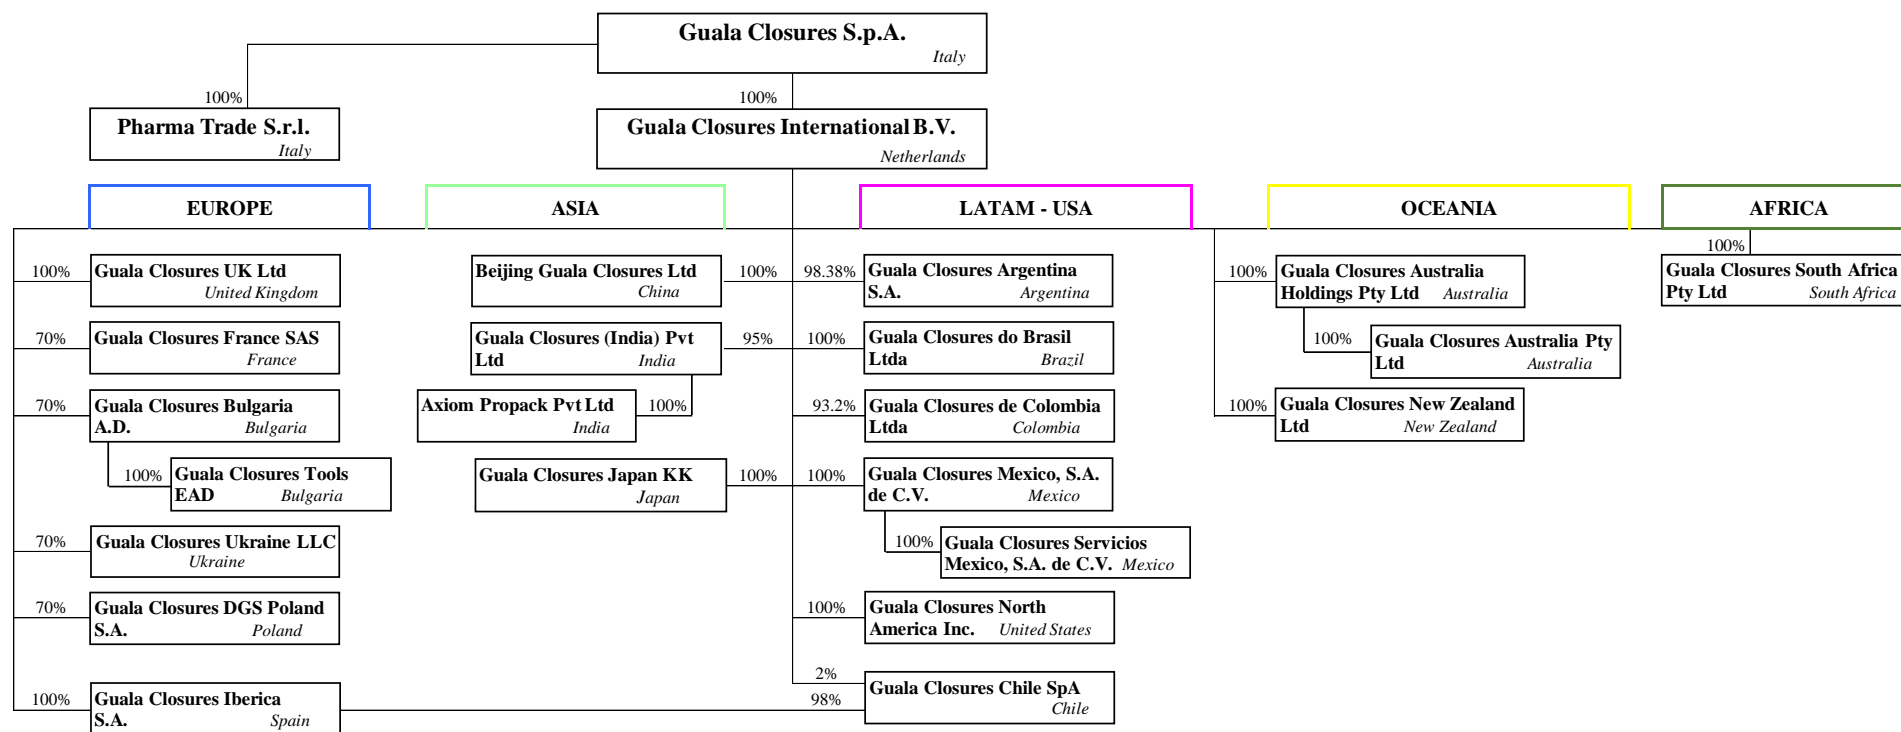 Guala Closures S.p.A.
Italy
100%
100%
Pharma Trade S.r.l.
Italy
Guala Closures International B.V.
Netherlands
EUROPE
ASIA
LATAM - USA
OCEANIA
AFRICA
100%
Guala Closures UK Ltd
United Kingdom
70%
Guala Closures France SAS
France
70%
Guala Closures Bulgaria
A.D. Bulgaria
100%
Guala Closures Tools
EAD Bulgaria
70%
Guala Closures Ukraine LLC
Ukraine
70%
Guala Closures DGS Poland
S.A. Poland
100%
Guala Closures Iberica
S.A. Spain
Beijing Guala Closures Ltd
China
100%
Guala Closures (India) Pvt
Ltd India
95%
Axiom Propack Pvt Ltd
India
100%
Guala Closures Japan KK
Japan
100%
98.38%
Guala Closures Argentina
S.A. Argentina
100%
Guala Closures do Brasil
Ltda Brazil
93.2%
Guala Closures de Colombia
Ltda Colombia
100%
Guala Closures Mexico, S.A.
de C.V. Mexico
100%
Guala Closures Servicios
Mexico, S.A. de C.V. Mexico
100%
Guala Closures North
America Inc. United States
2%
98%
Guala Closures Chile SpA
Chile
100%
Guala Closures Australia
Holdings Pty Ltd Australia
100%
Guala Closures Australia Pty
Ltd Australia
100%
Guala Closures New Zealand
Ltd New Zealand
100%
Guala Closures South Africa
Pty Ltd South Africa